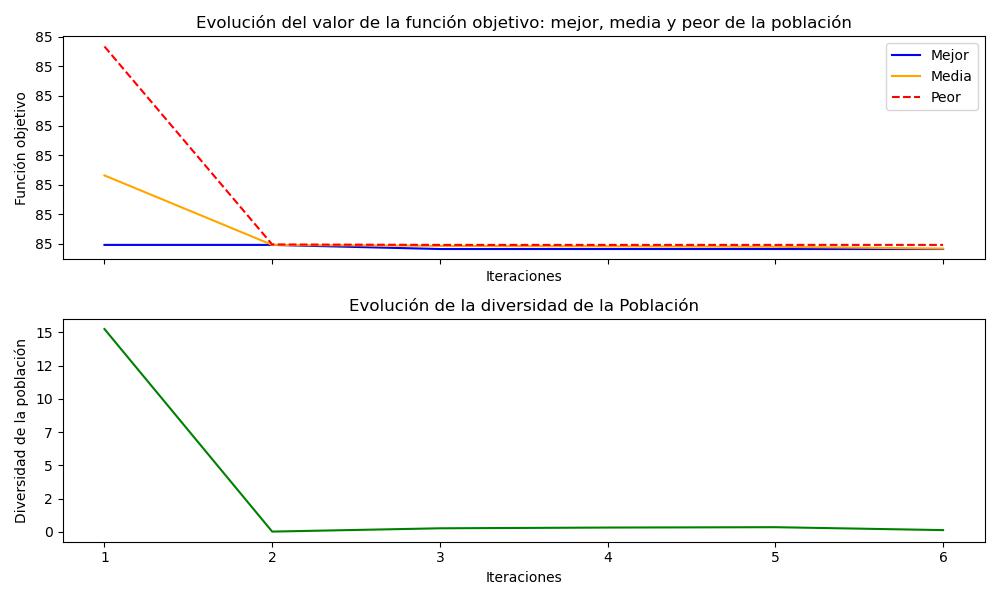 Evolución del valor de la función objetivo: mejor, media y peor de la población
85
85
85
85
85
85
85
85
Función objetivo
Mejor
Media
Peor
Iteraciones
Evolución de la diversidad de la Población
15
12
10
7
5
2
0
Diversidad de la población
1 2 3 4 5 6
Iteraciones